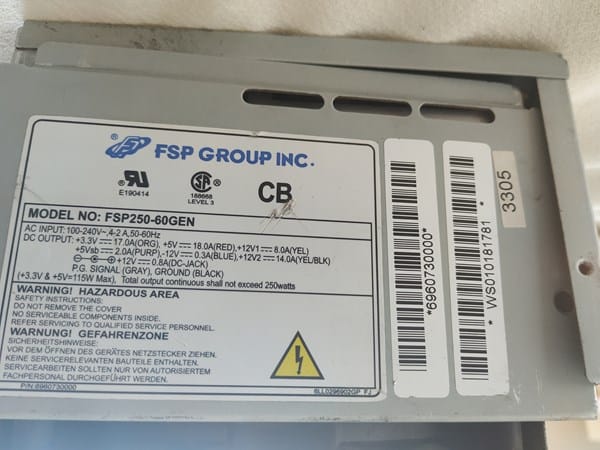 FSP GROUP INC.
E190414
188668
LEVEL 3
CB
MODEL NO: FSP250-60GEN
AC INPUT:100-240V~,4-2 A,50-60Hz
DC OUTPUT: +3.3V ⎓ 17.0A(ORG), +5V ⎓ 18.0A(RED),+12V1⎓ 8.0A(YEL)
+5Vsb ⎓ 2.0A(PURP),-12V⎓ 0.3A(BLUE),+12V2 ⎓ 14.0A(YEL/BLK)
+12V ⎓ 0.8A(DC-JACK)
P.G. SIGNAL (GRAY), GROUND (BLACK)
(+3.3V & +5V=115W Max), Total output continuous shall not exceed 250watts
WARNING! HAZARDOUS AREA
SAFETY INSTRUCTIONS:
DO NOT REMOVE THE COVER
NO SERVICEABLE COMPONENTS INSIDE.
REFER SERVICING TO QUALIFIED SERVICE PERSONNEL.
WARNUNG! GEFAHRENZONE
SICHERHEITSHINWEISE:
VOR DEM ÖFFNEN DES GERÄTES NETZSTECKER ZIEHEN.
KEINE SERVICERELEVANTEN BAUTEILE ENTHALTEN.
SERVICEARBEITEN SOLLTEN NUR VON AUTORISIERTEM
FACHPERSONAL DURCHGEFÜHRT WERDEN.
P/N:6960730000
*6960730000*
* WS010181781 *
3305